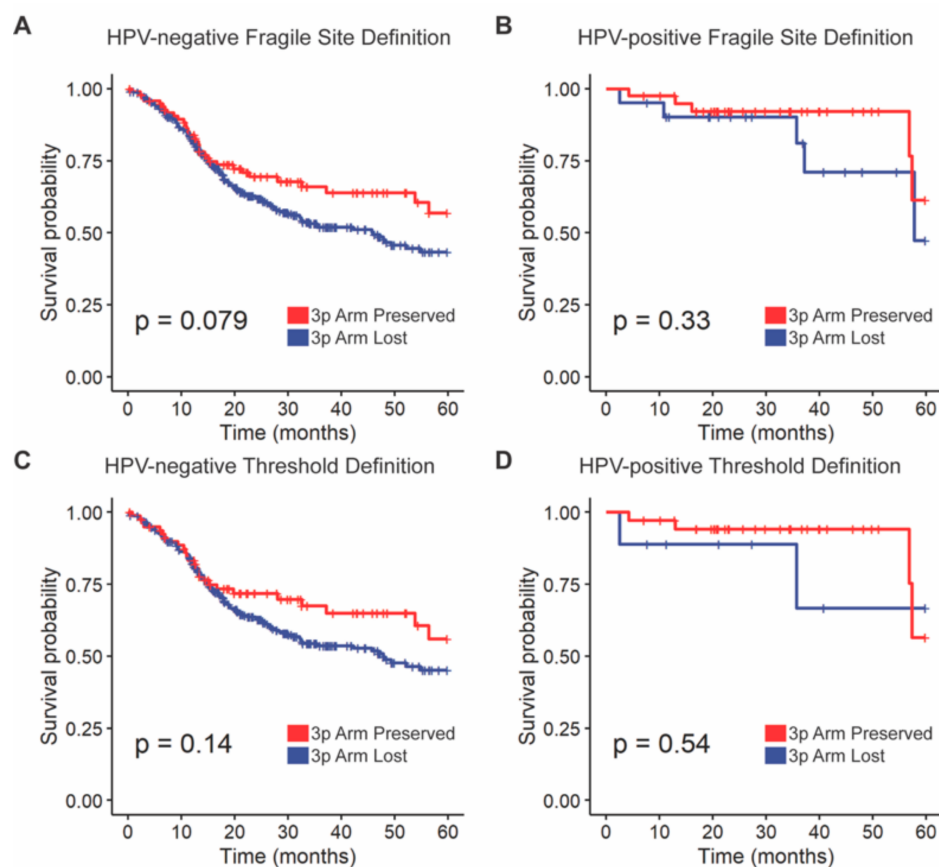 A
HPV-negative Fragile Site Definition
Survival probability
1.00
0.75
0.50
0.25
0.00
p = 0.079
3p Arm Preserved
3p Arm Lost
0 10 20 30 40 50 60
Time (months)
B
HPV-positive Fragile Site Definition
Survival probability
1.00
0.75
0.50
0.25
0.00
p = 0.33
3p Arm Preserved
3p Arm Lost
0 10 20 30 40 50 60
Time (months)
C
HPV-negative Threshold Definition
Survival probability
1.00
0.75
0.50
0.25
0.00
p = 0.14
3p Arm Preserved
3p Arm Lost
0 10 20 30 40 50 60
Time (months)
D
HPV-positive Threshold Definition
Survival probability
1.00
0.75
0.50
0.25
0.00
p = 0.54
3p Arm Preserved
3p Arm Lost
0 10 20 30 40 50 60
Time (months)